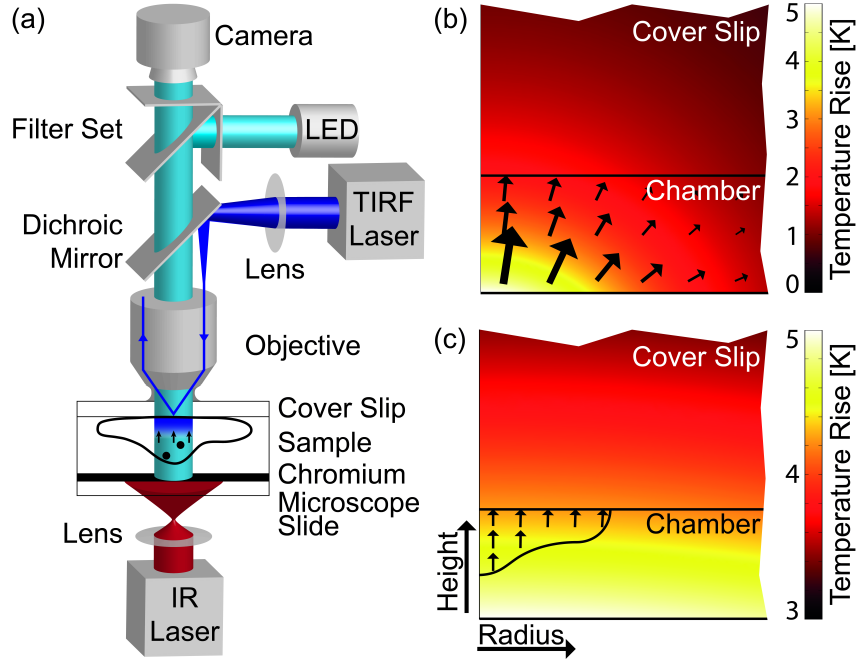 (a)
Camera
Filter Set
LED
Dichroic
Mirror
Lens
TIRF
Laser
Objective
Cover Slip
Sample
Chromium
Microscope
Slide
Lens
IR
Laser
(b)
Cover Slip
Chamber
5
4
3
2
1
0
Temperature Rise [K]
(c)
Cover Slip
Chamber
Height
Radius
5
4
3
Temperature Rise [K]